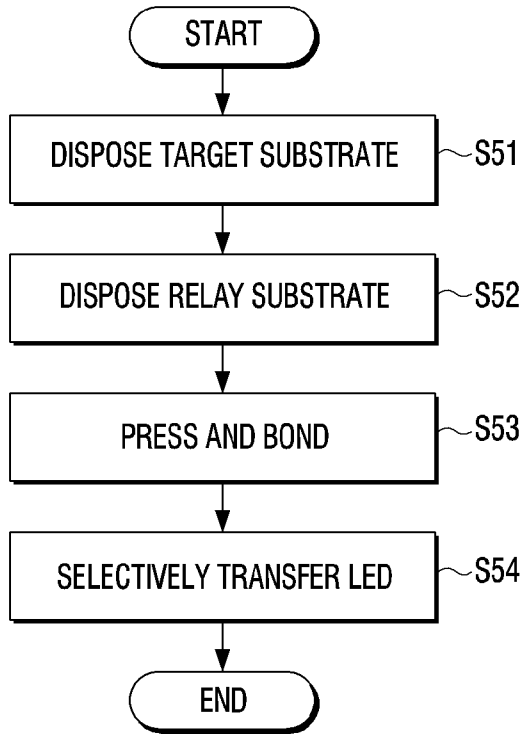 START
DISPOSE TARGET SUBSTRATE
S51
DISPOSE RELAY SUBSTRATE
S52
PRESS AND BOND
S53
SELECTIVELY TRANSFER LED
S54
END